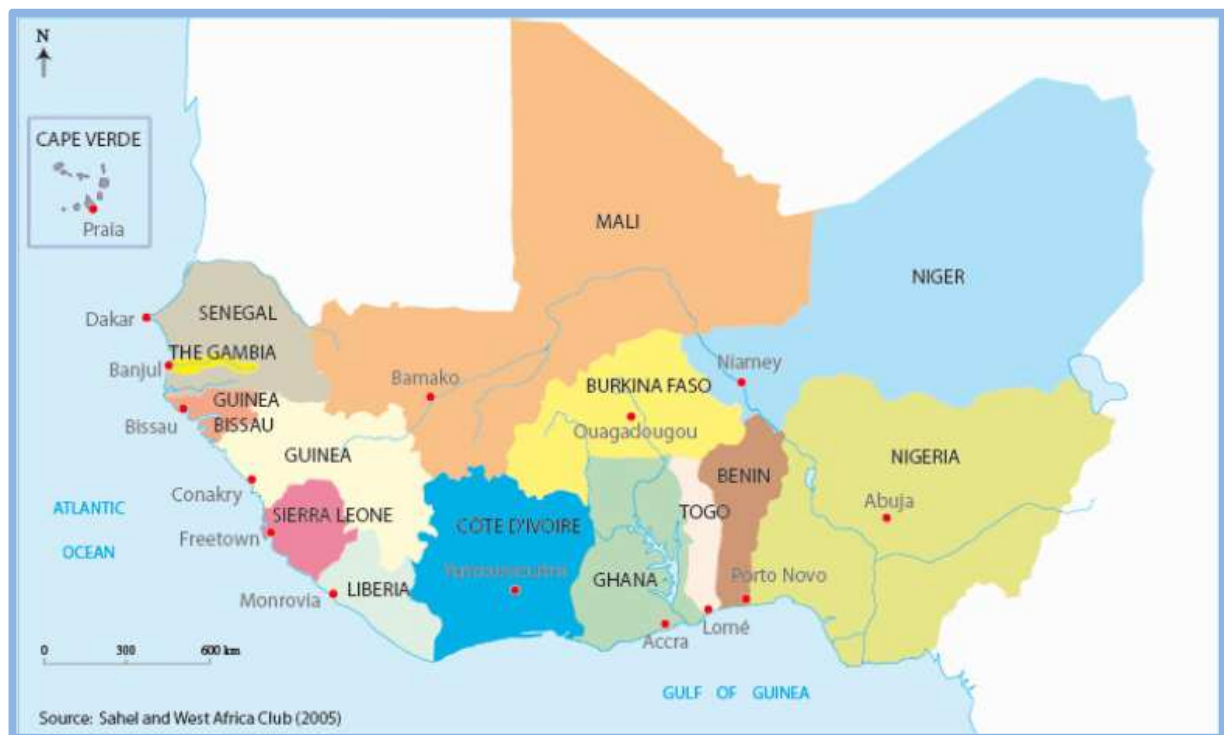 N
CAPE VERDE
Praia
MALI
NIGER
SENEGAL
Dakar
THE GAMBIA
Banjul
Niamey
Bamako
BURKINA FASO
GUINEA
BISSAU
Bissau
Ouagadougou
GUINEA
NIGERIA
BENIN
Conakry
Abuja
ATLANTIC
OCEAN
SIERRA LEONE
TOGO
CÔTE D'IVOIRE
Freetown
Yamoussoukro
GHANA
Porto Novo
LIBERIA
Monrovia
Lomé
Accra
0 300 600 km
GULF OF GUINEA
Source: Sahel and West Africa Club (2005)